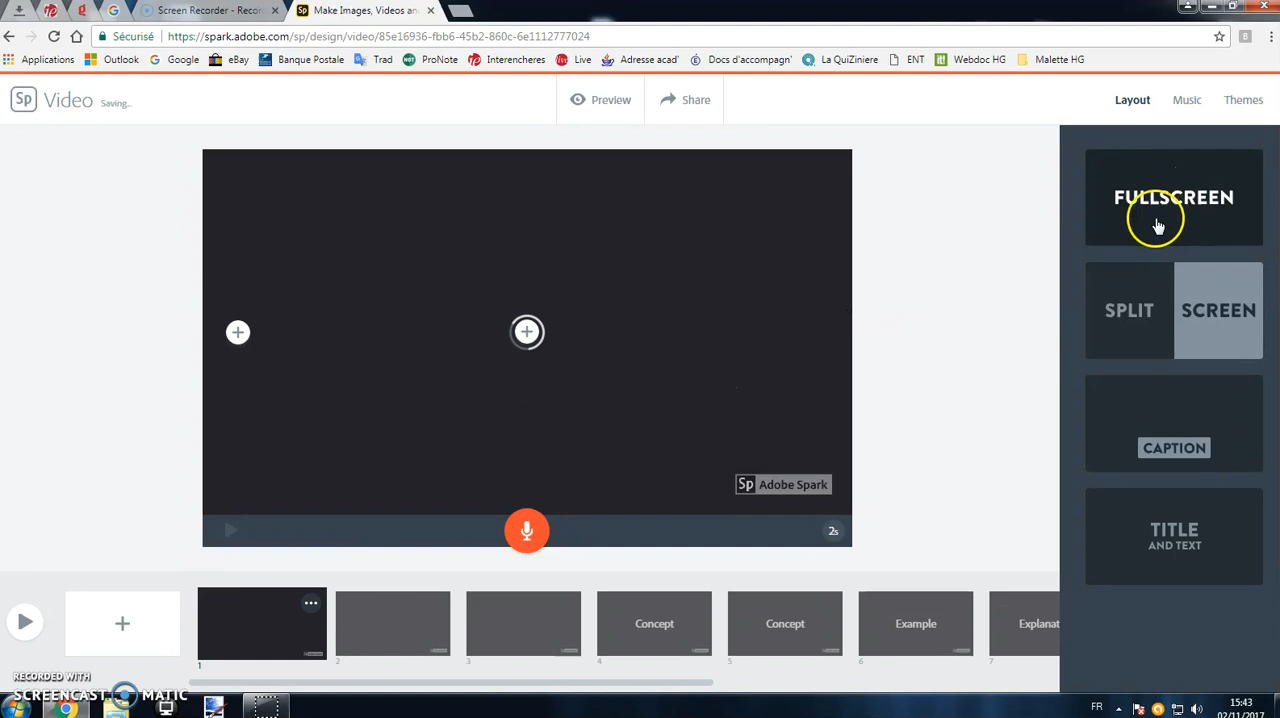 Screen Recorder - Recor
Make Images, Videos an
Sécurisé
https://spark.adobe.com/sp/design/video/85e16936-fbb6-45b2-860c-6e1112777024
Applications
Outlook
Google
eBay
Banque Postale
Trad
ProNote
Intererencheres
Live
Adresse acad'
Docs d'accompagn'
La QuiZiniere
ENT
Webdoc HG
Malette HG
Sp Video Saving...
Preview
Share
Layout
Music
Themes
FULLSCREEN
SPLIT SCREEN
CAPTION
TITLE
AND TEXT
Sp Adobe Spark
2s
Concept
Concept
Example
Explanat
1
2
3
4
5
6
7
RECORDED WITH
SCREENCAST MATIC
FR
15:43
02/11/2017